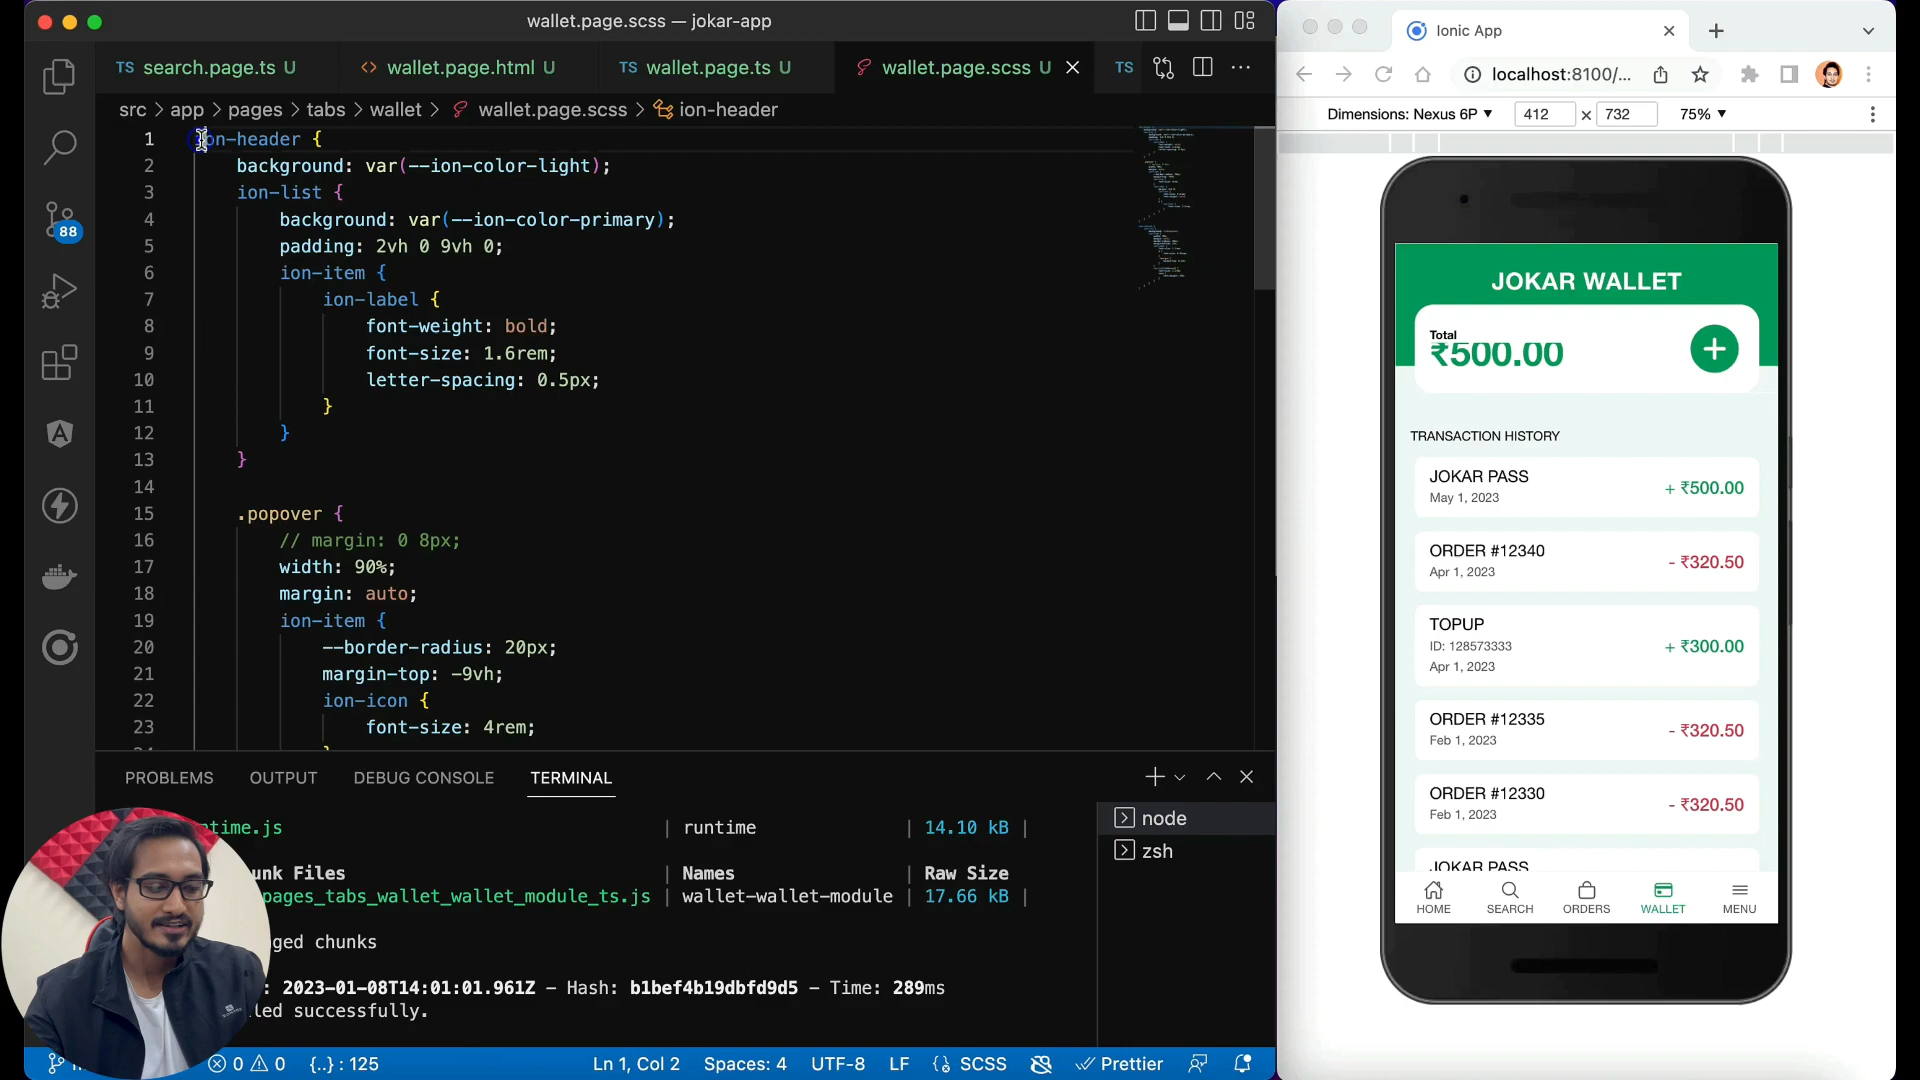 wallet.page.scss — jokar-app
TS search.page.ts U
<> wallet.page.html U
TS wallet.page.ts U
wallet.page.scss U
TS
src > app > pages > tabs > wallet > wallet.page.scss > ion-header
1 ion-header {
2 background: var(--ion-color-light);
3 ion-list {
4 background: var(--ion-color-primary);
5 padding: 2vh 0 9vh 0;
6 ion-item {
7 ion-label {
8 font-weight: bold;
9 font-size: 1.6rem;
10 letter-spacing: 0.5px;
11 }
12 }
13 }
14
15 .popover {
16 // margin: 0 8px;
17 width: 90%;
18 margin: auto;
19 ion-item {
20 --border-radius: 20px;
21 margin-top: -9vh;
22 ion-icon {
23 font-size: 4rem;
88
PROBLEMS OUTPUT DEBUG CONSOLE TERMINAL
ntime.js | runtime | 14.10 kB |
unk Files | Names | Raw Size
pages_tabs_wallet_wallet_module_ts.js | wallet-wallet-module | 17.66 kB |
ged chunks
: 2023-01-08T14:01:01.961Z - Hash: b1bef4b19dbfd9d5 - Time: 289ms
led successfully.
node
zsh
0 0 {..} : 125 Ln 1, Col 2 Spaces: 4 UTF-8 LF SCSS Prettier
Ionic App
localhost:8100/...
Dimensions: Nexus 6P ▼ 412 × 732 75% ▼
JOKAR WALLET
Total
₹500.00
TRANSACTION HISTORY
JOKAR PASS
May 1, 2023
+ ₹500.00
ORDER #12340
Apr 1, 2023
- ₹320.50
TOPUP
ID: 128573333
Apr 1, 2023
+ ₹300.00
ORDER #12335
Feb 1, 2023
- ₹320.50
ORDER #12330
Feb 1, 2023
- ₹320.50
JOKAR PASS
HOME SEARCH ORDERS WALLET MENU